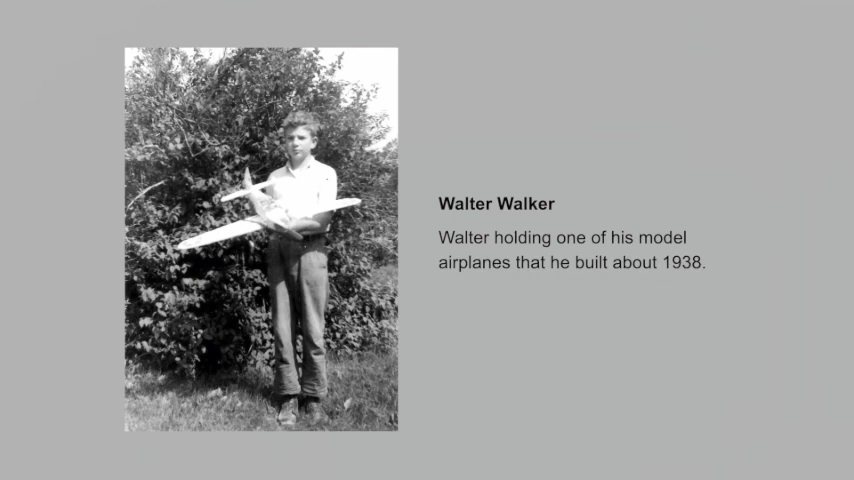 Walter Walker
Walter holding one of his model
airplanes that he built about 1938.